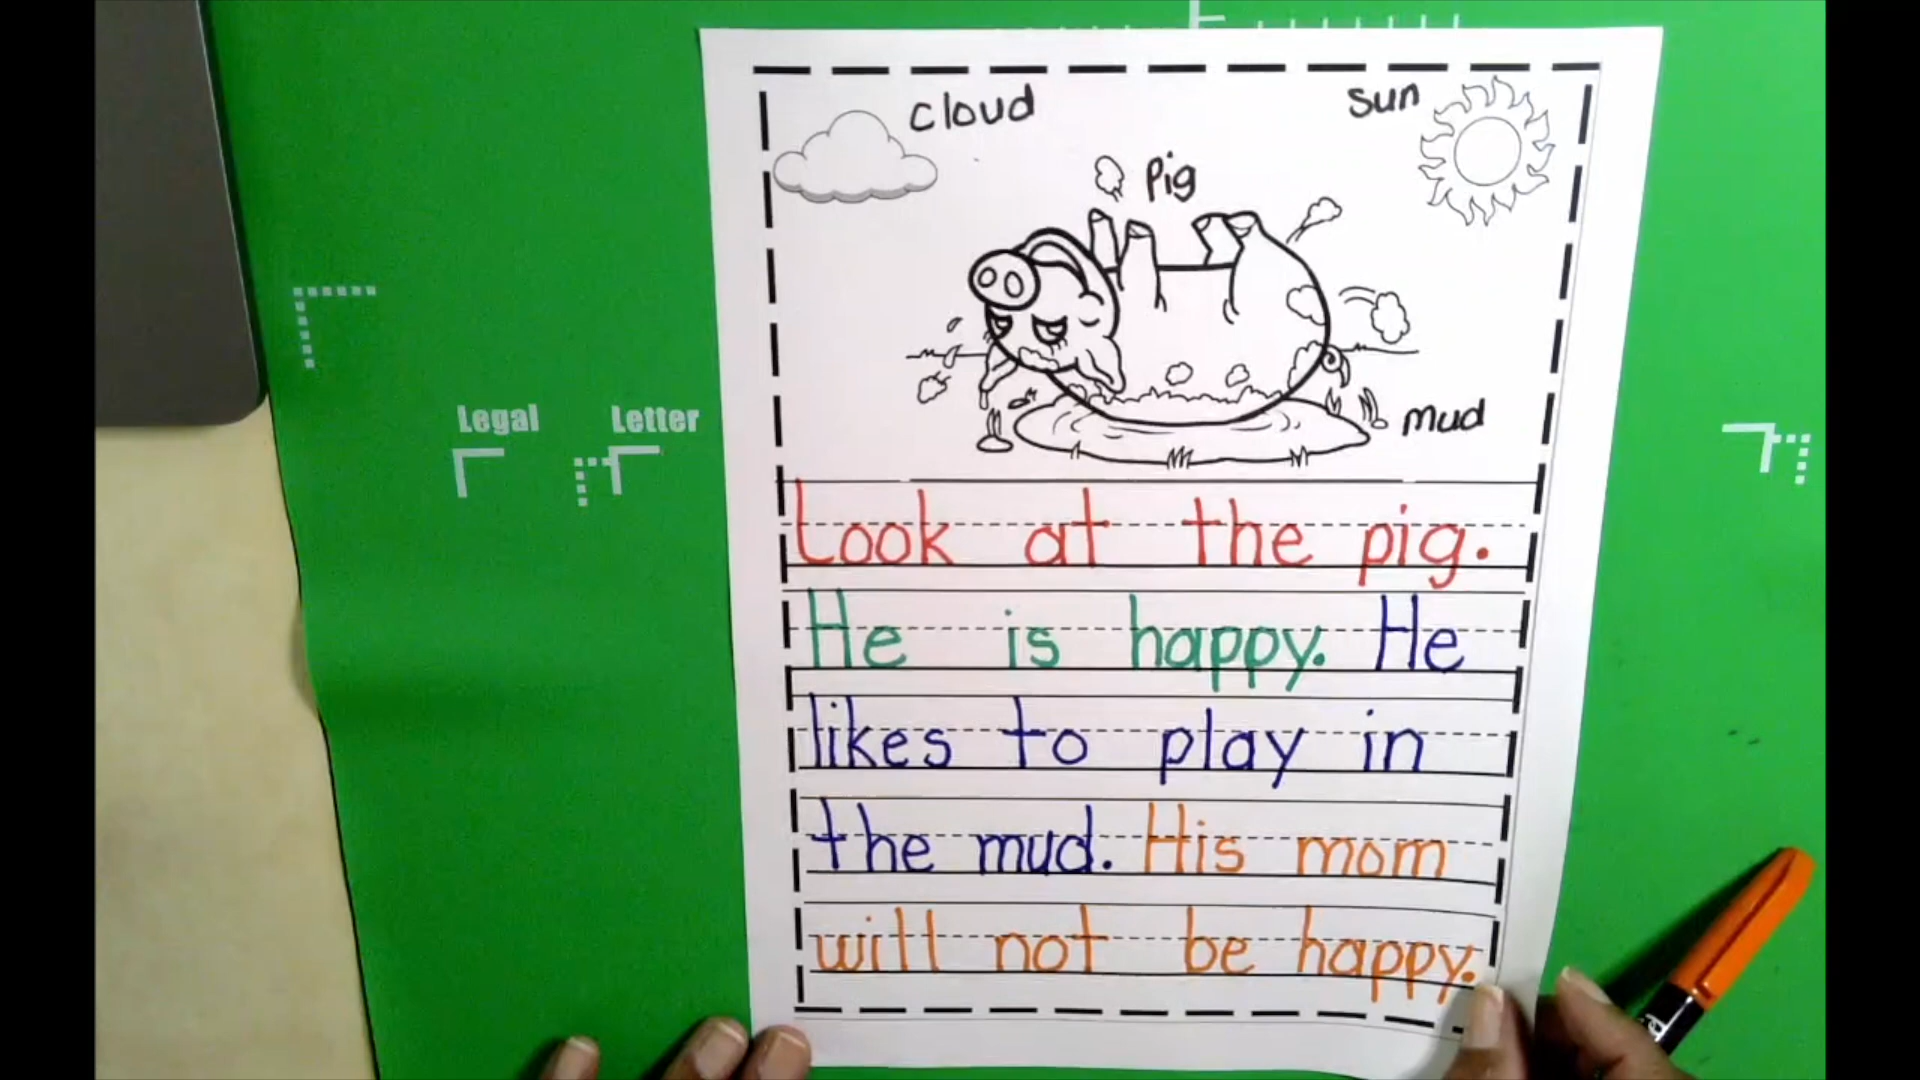 cloud
sun
pig
Legal
Letter
mud
Look at the pig.
He is happy. He
likes to play in
the mud. His mom
will not be happy.